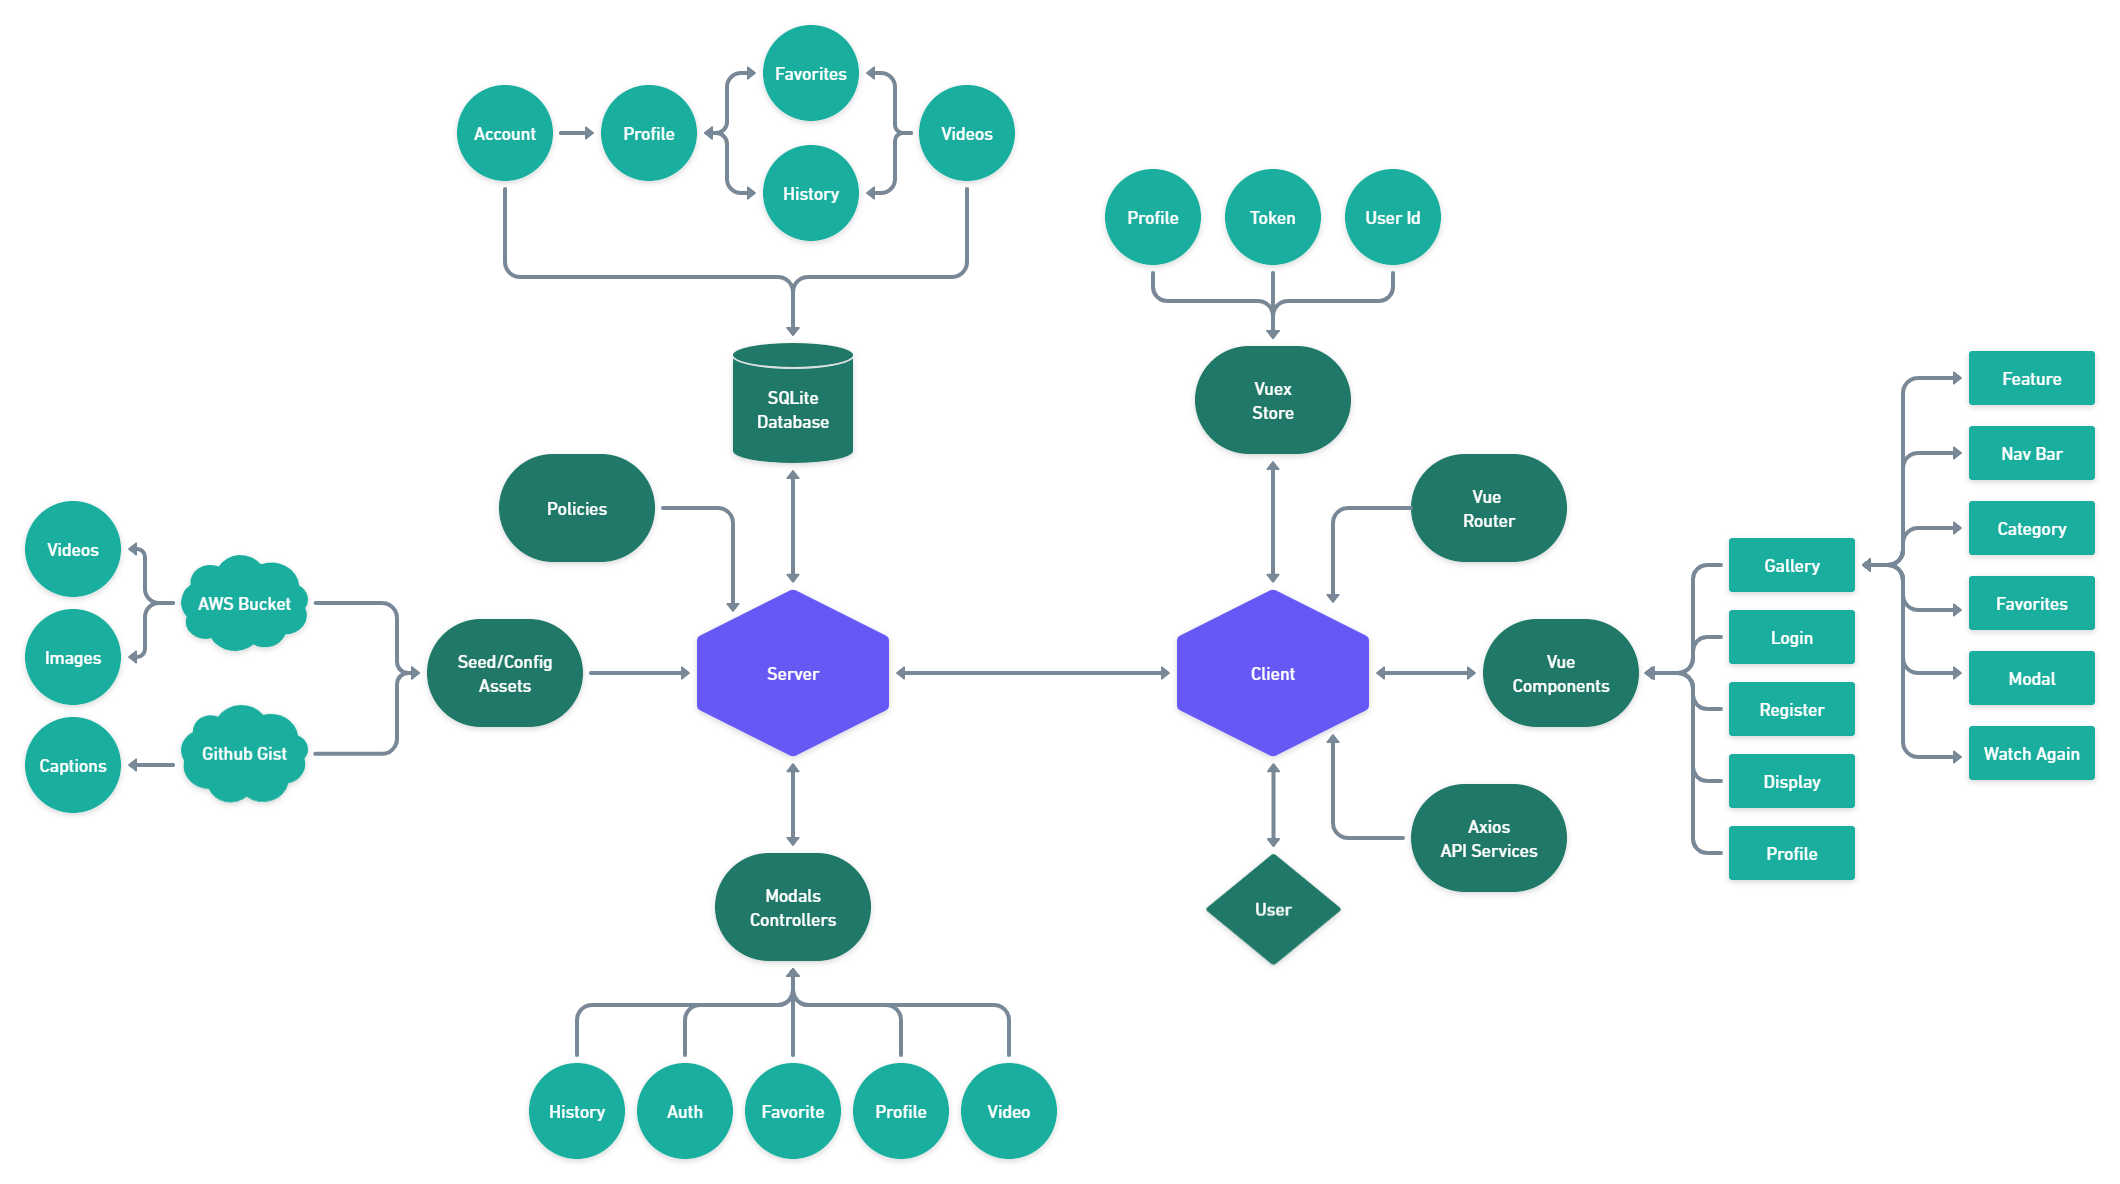 Favorites
Account
Profile
Videos
History
Profile
Token
User Id
SQLite
Database
Vuex
Store
Feature
Nav Bar
Category
Favorites
Modal
Watch Again
Policies
Vue
Router
Videos
Images
Captions
AWS Bucket
Github Gist
Seed/Config
Assets
Server
Client
Vue
Components
Gallery
Login
Register
Display
Profile
Axios
API Services
Modals
Controllers
User
History
Auth
Favorite
Profile
Video